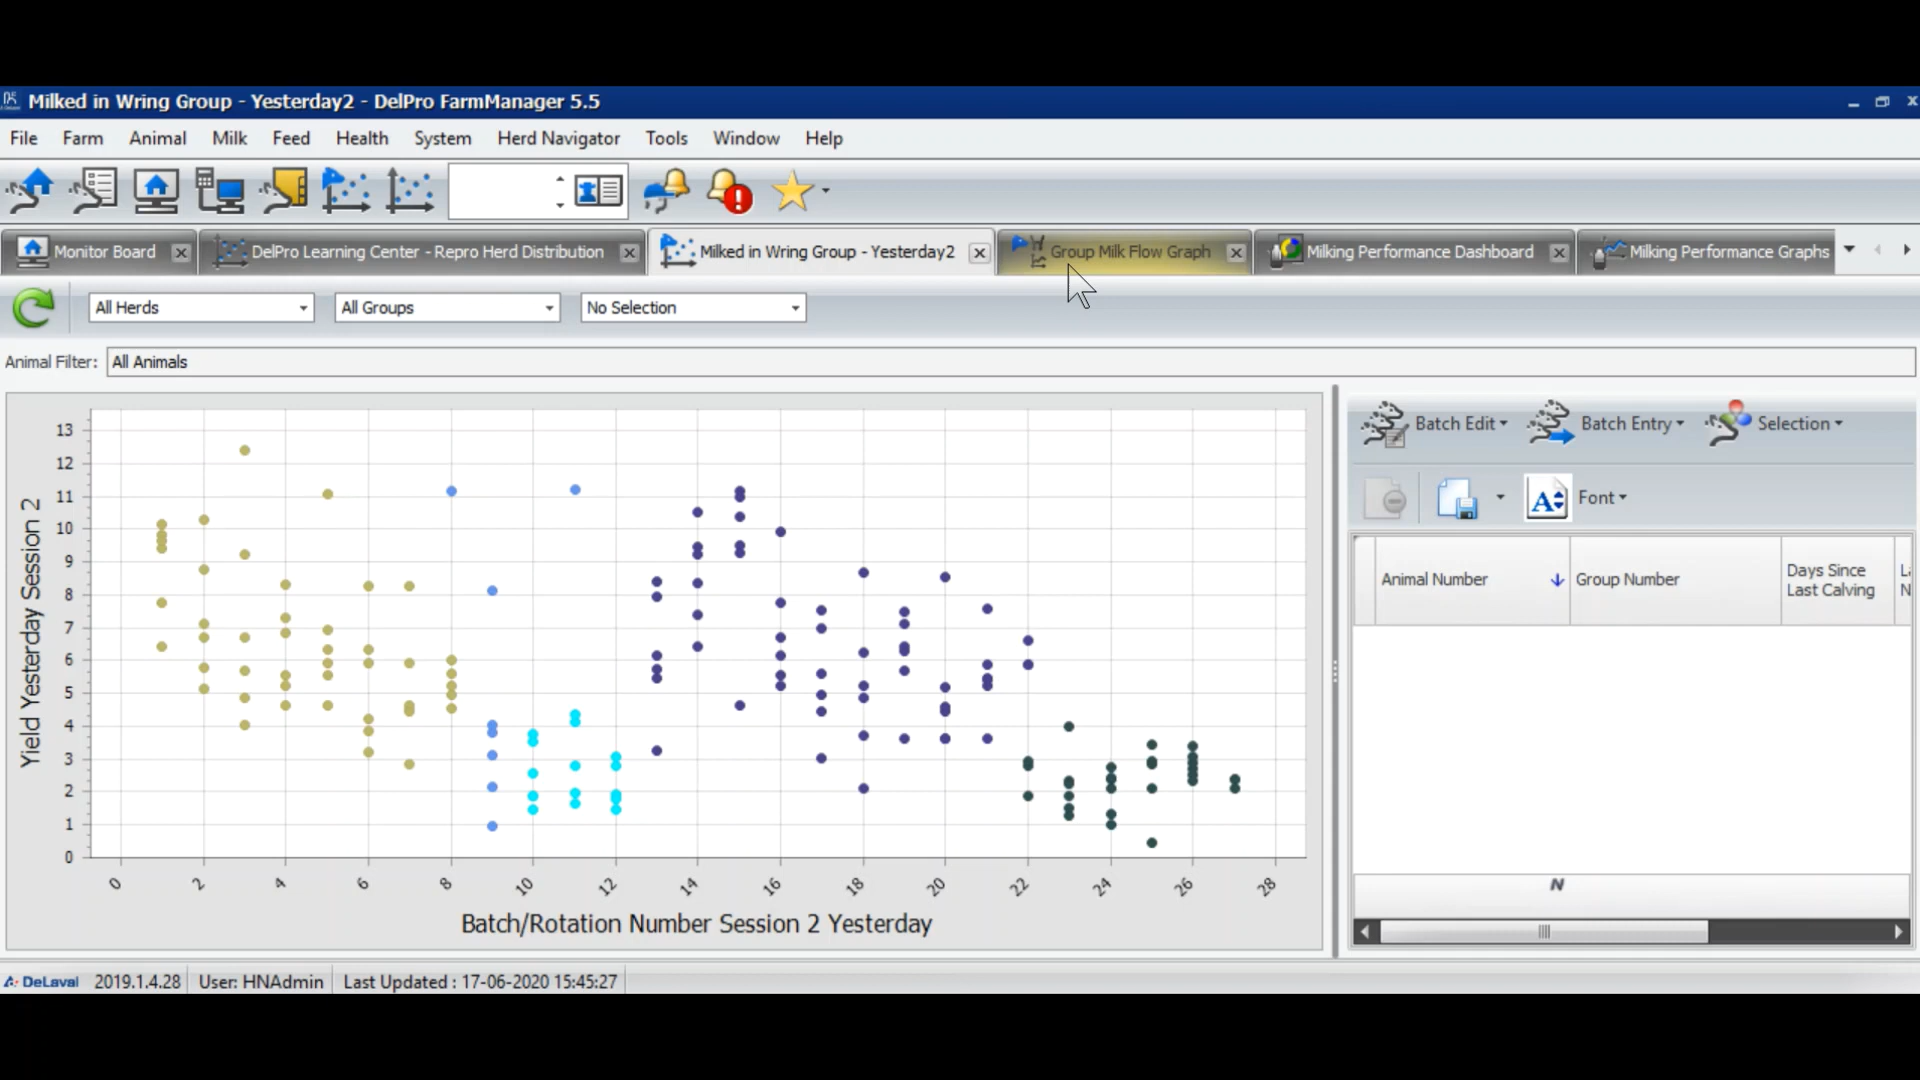 Milked in Wring Group - Yesterday2 - DelPro FarmManager 5.5
File Farm Animal Milk Feed Health System Herd Navigator Tools Window Help
Monitor Board DelPro Learning Center - Repro Herd Distribution Milked in Wring Group - Yesterday2 Group Milk Flow Graph Milking Performance Dashboard Milking Performance Graphs
All Herds All Groups No Selection
Animal Filter: All Animals
Batch Edit Batch Entry Selection
Font
Animal Number Group Number Days Since Last Calving
N
Yield Yesterday Session 2
13
12
11
10
9
8
7
6
5
4
3
2
1
0
0 2 4 6 8 10 12 14 16 18 20 22 24 26 28
Batch/Rotation Number Session 2 Yesterday
DeLaval 2019.1.4.28 User: HNAdmin Last Updated : 17-06-2020 15:45:27